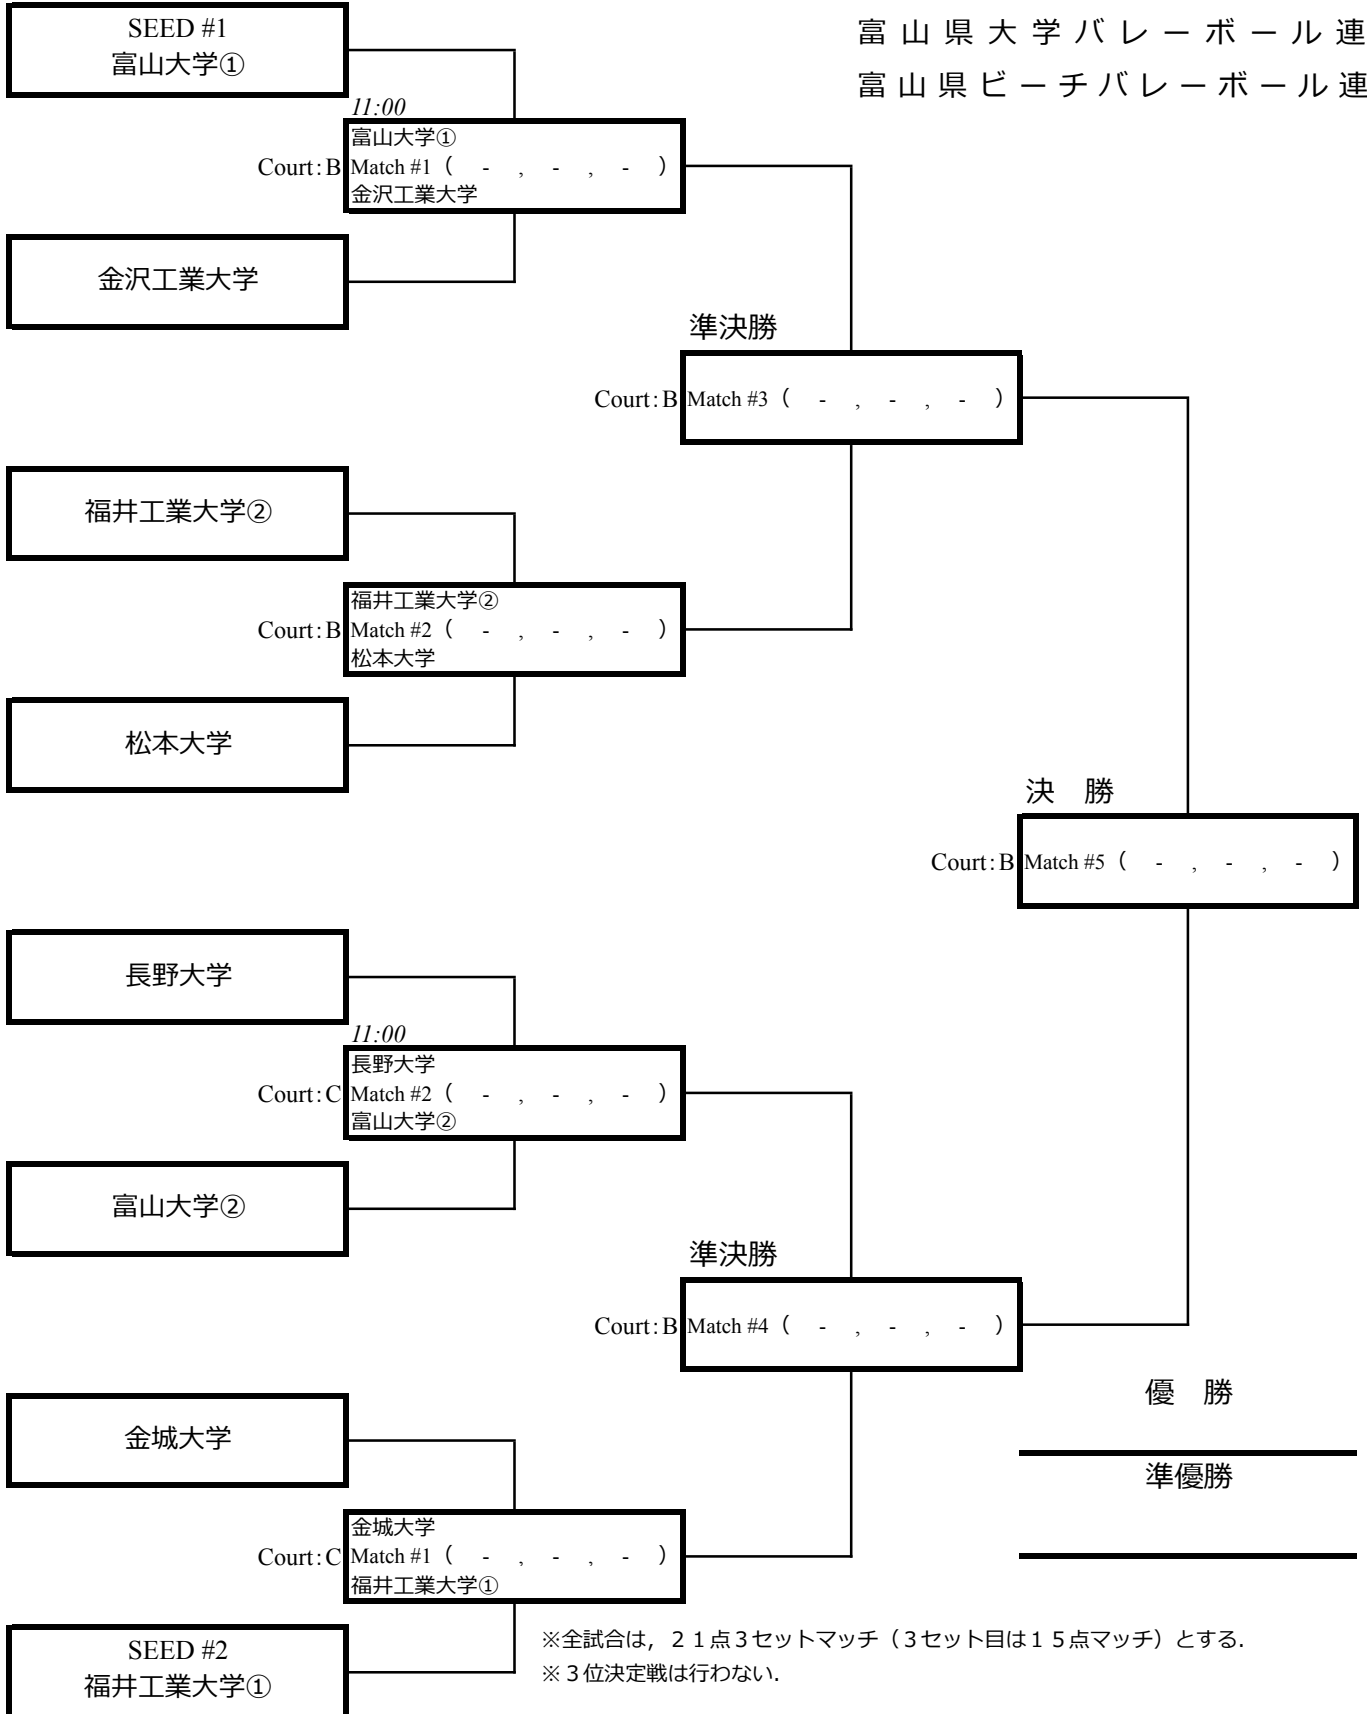 富山県大学バレーボール連
富山県ビーチバレーボール連
SEED #1
富山大学①
11:00
富山大学①
Court:B Match #1 （ - , - , - ）
金沢工業大学
金沢工業大学
準決勝
Court:B Match #3 （ - , - , - ）
福井工業大学②
福井工業大学②
Court:B Match #2 （ - , - , - ）
松本大学
松本大学
決　勝
Court:B Match #5 （ - , - , - ）
長野大学
11:00
長野大学
Court:C Match #2 （ - , - , - ）
富山大学②
富山大学②
準決勝
Court:B Match #4 （ - , - , - ）
優　勝
準優勝
金城大学
金城大学
Court:C Match #1 （ - , - , - ）
福井工業大学①
SEED #2
福井工業大学①
※全試合は，２１点３セットマッチ（３セット目は１５点マッチ）とする．
※３位決定戦は行わない．